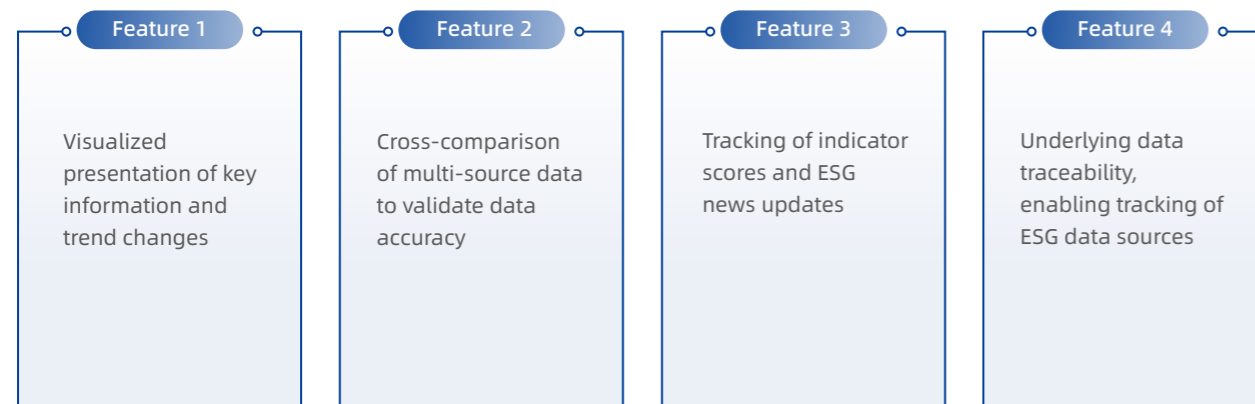 Feature 1
Visualized
presentation of key
information and
trend changes
Feature 2
Cross-comparison
of multi-source data
to validate data
accuracy
Feature 3
Tracking of indicator
scores and ESG
news updates
Feature 4
Underlying data
traceability,
enabling tracking of
ESG data sources